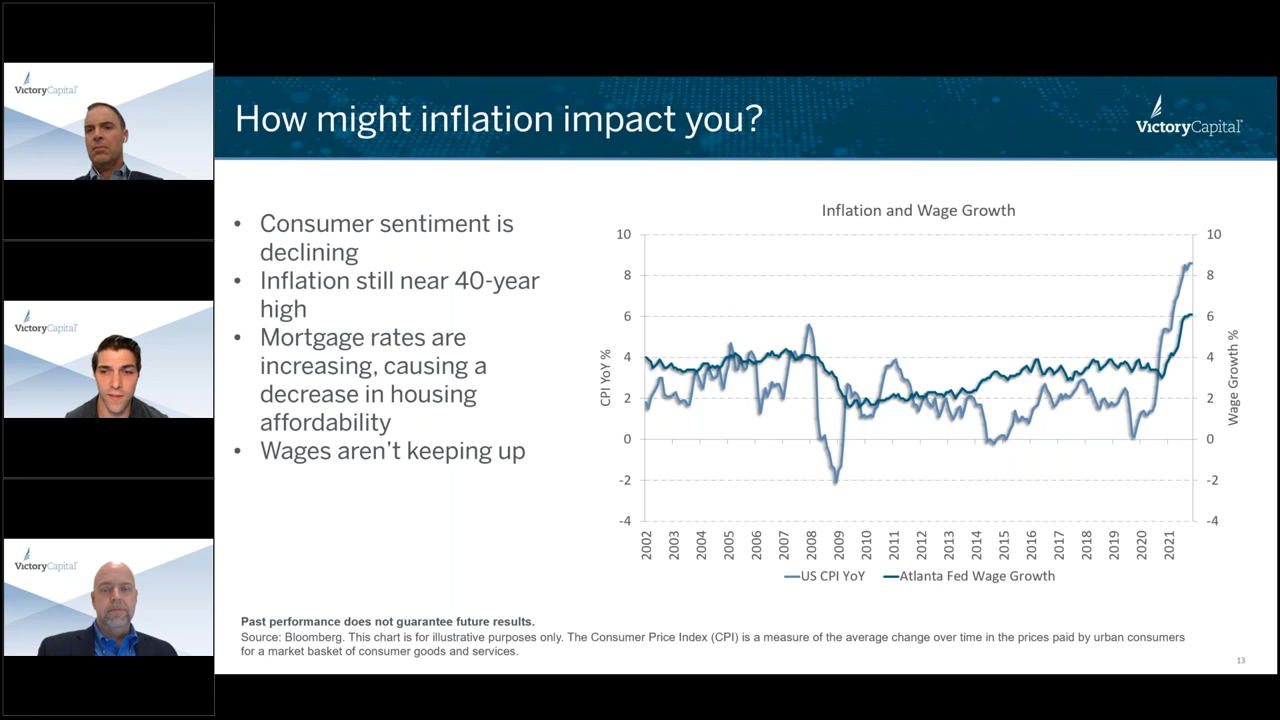 VictoryCapital
VictoryCapital
VictoryCapital
How might inflation impact you?
VictoryCapital
• Consumer sentiment is
declining
• Inflation still near 40-year
high
• Mortgage rates are
increasing, causing a
decrease in housing
affordability
• Wages aren’t keeping up
Inflation and Wage Growth
10 10
8 8
6 6
4 4
2 2
0 0
-2 -2
-4 -4
CPI YoY %
Wage Growth %
2002 2003 2004 2005 2006 2007 2008 2009 2010 2011 2012 2013 2014 2015 2016 2017 2018 2019 2020 2021
US CPI YoY Atlanta Fed Wage Growth
Past performance does not guarantee future results.
Source: Bloomberg. This chart is for illustrative purposes only. The Consumer Price Index (CPI) is a measure of the average change over time in the prices paid by urban consumers
for a market basket of consumer goods and services.
13